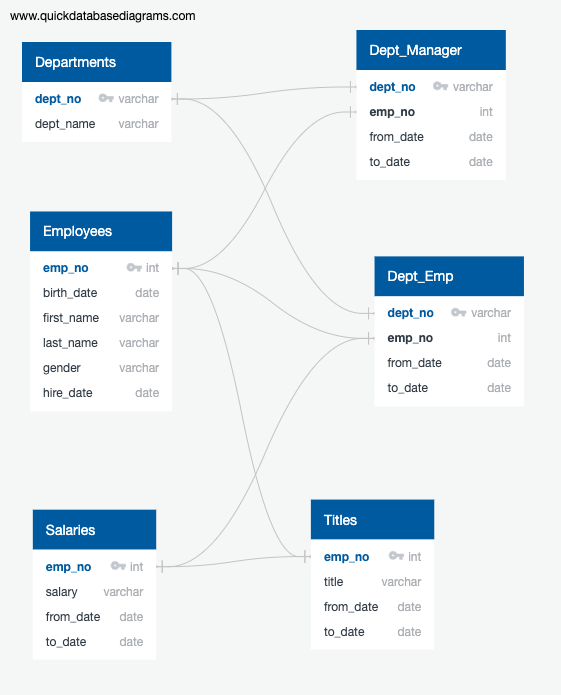 www.quickdatabasediagrams.com
Departments
dept_no varchar
dept_name varchar
Dept_Manager
dept_no varchar
emp_no int
from_date date
to_date date
Employees
emp_no int
birth_date date
first_name varchar
last_name varchar
gender varchar
hire_date date
Dept_Emp
dept_no varchar
emp_no int
from_date date
to_date date
Salaries
emp_no int
salary varchar
from_date date
to_date date
Titles
emp_no int
title varchar
from_date date
to_date date